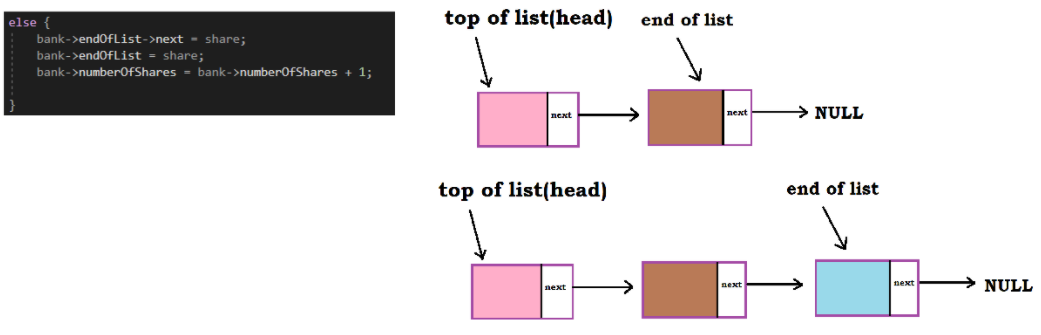 else {
bank->endOfList->next = share;
bank->endOfList = share;
bank->numberOfShares = bank->numberOfShares + 1;
}
top of list(head)
end of list
next
next
NULL
top of list(head)
end of list
next
next
next
NULL